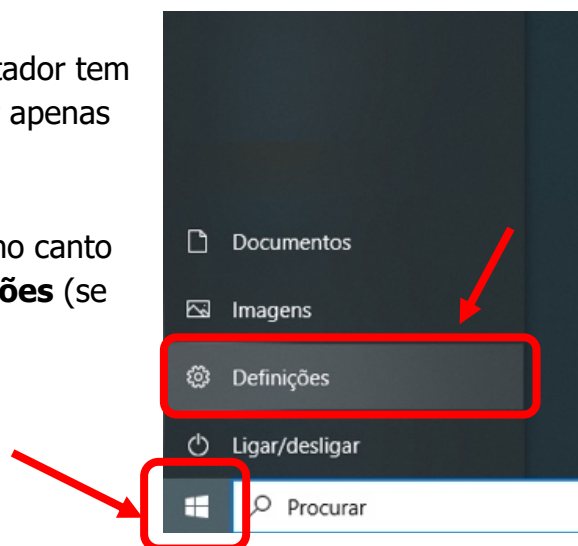 tador tem
apenas
no canto
ões (se
Documentos
Imagens
Definições
Ligar/desligar
Procurar